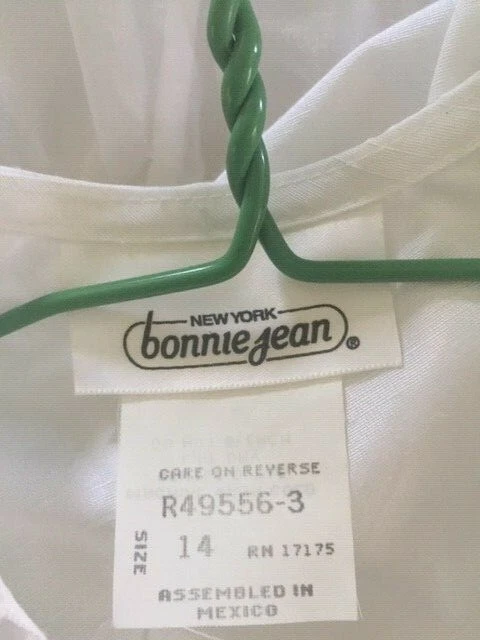 NEW YORK
bonnie jean ®
CARE ON REVERSE
R49556-3
SIZE 14 RN 17175
ASSEMBLED IN
MEXICO